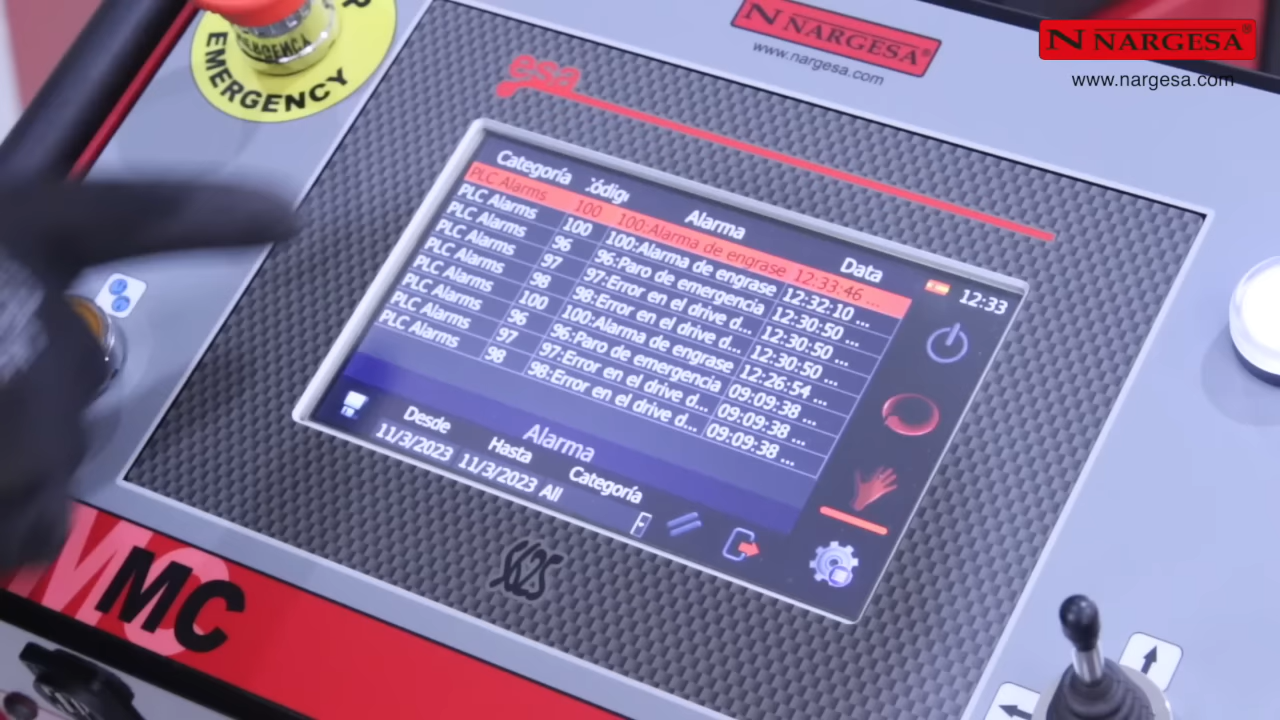 NARGESA®
www.nargesa.com
N NARGESA®
www.nargesa.com
EMERGENCY
esa
Categoría Alarma Data
PLC Alarms 100 100:Alarma de engrase 12:33:46 ...
PLC Alarms 100 100:Alarma de engrase 12:32:10 ...
PLC Alarms 96 96:Paro de emergencia 12:30:50 ...
PLC Alarms 97 97:Error en el drive d... 12:30:50 ...
PLC Alarms 98 98:Error en el drive d... 12:30:50 ...
PLC Alarms 100 100:Alarma de engrase 12:26:54 ...
PLC Alarms 96 96:Paro de emergencia 09:09:38 ...
PLC Alarms 97 97:Error en el drive d... 09:09:38 ...
PLC Alarms 98 98:Error en el drive d... 09:09:38 ...
12:33
Alarma
Desde Hasta Categoría
11/3/2023 11/3/2023 All
S625
MC